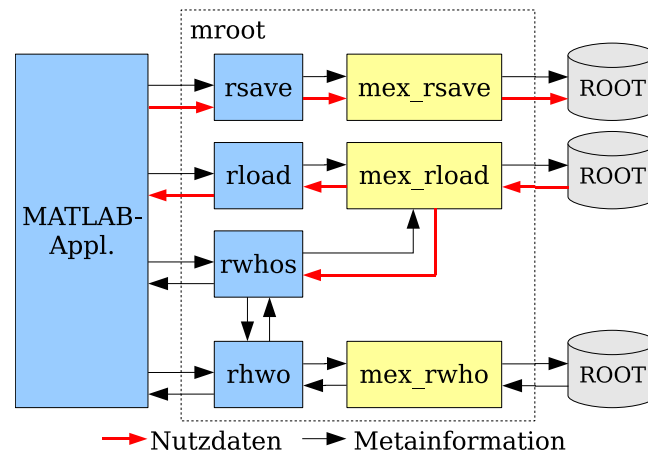 mroot
rsave
mex_rsave
ROOT
rload
mex_rload
ROOT
MATLAB-
Appl.
rwhos
rhwo
mex_rwho
ROOT
Nutzdaten
Metainformation